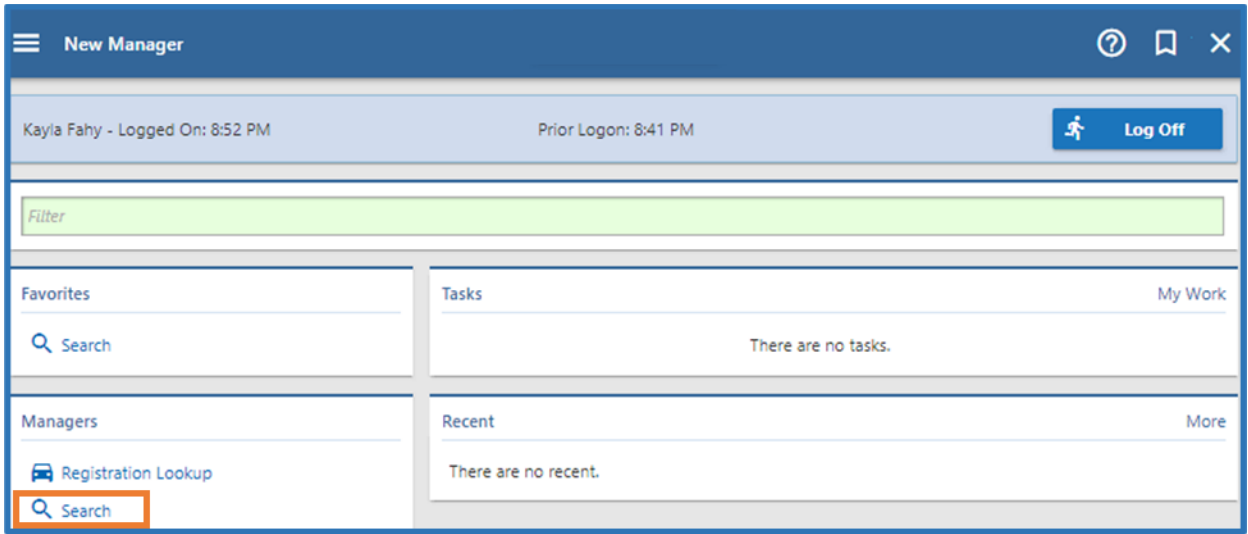 New Manager
Kayla Fahy - Logged On: 8:52 PM
Prior Logon: 8:41 PM
Log Off
Filter
Favorites
Search
Tasks
My Work
There are no tasks.
Managers
Registration Lookup
Search
Recent
More
There are no recent.